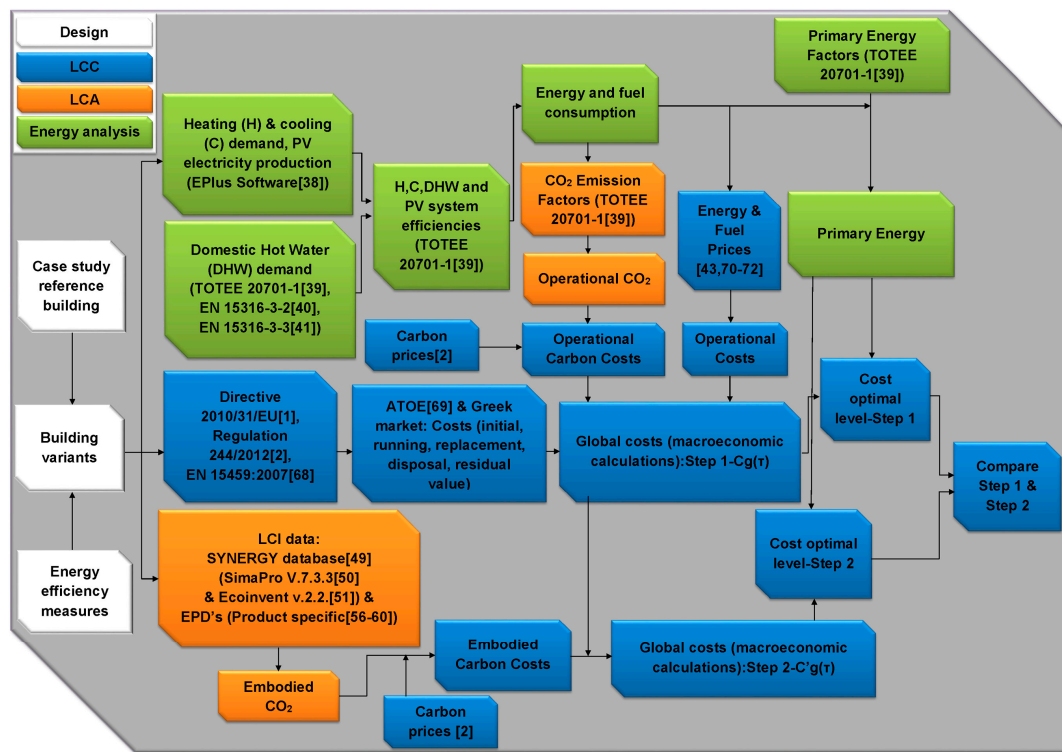 Design
LCC
LCA
Energy analysis
Primary Energy
Factors (TOTEE
20701-1[39])
Energy and fuel
consumption
Heating (H) & cooling
(C) demand, PV
electricity production
(EPlus Software[38])
H,C,DHW and
PV system
efficiencies
(TOTEE
20701-1[39])
CO₂ Emission
Factors (TOTEE
20701-1[39])
Energy &
Fuel
Prices
[43,70-72]
Primary Energy
Domestic Hot Water
(DHW) demand
(TOTEE 20701-1[39],
EN 15316-3-2[40],
EN 15316-3-3[41])
Case study
reference
building
Operational CO₂
Carbon
prices[2]
Operational
Carbon Costs
Operational
Costs
Cost
optimal
level-Step 1
Directive
2010/31/EU[1],
Regulation
244/2012[2],
EN 15459:2007[68]
ATOE[69] & Greek
market: Costs (initial,
running, replacement,
disposal, residual
value)
Global costs (macroeconomic
calculations):Step 1-Cg(τ)
Building
variants
Compare
Step 1 &
Step 2
LCI data:
SYNERGY database[49]
(SimaPro V.7.3.3[50]
& Ecoinvent v.2.2.[51]) &
EPD's (Product specific[56-60])
Cost optimal
level-Step 2
Energy
efficiency
measures
Embodied
Carbon Costs
Global costs (macroeconomic
calculations):Step 2-C'g(τ)
Embodied
CO₂
Carbon
prices [2]